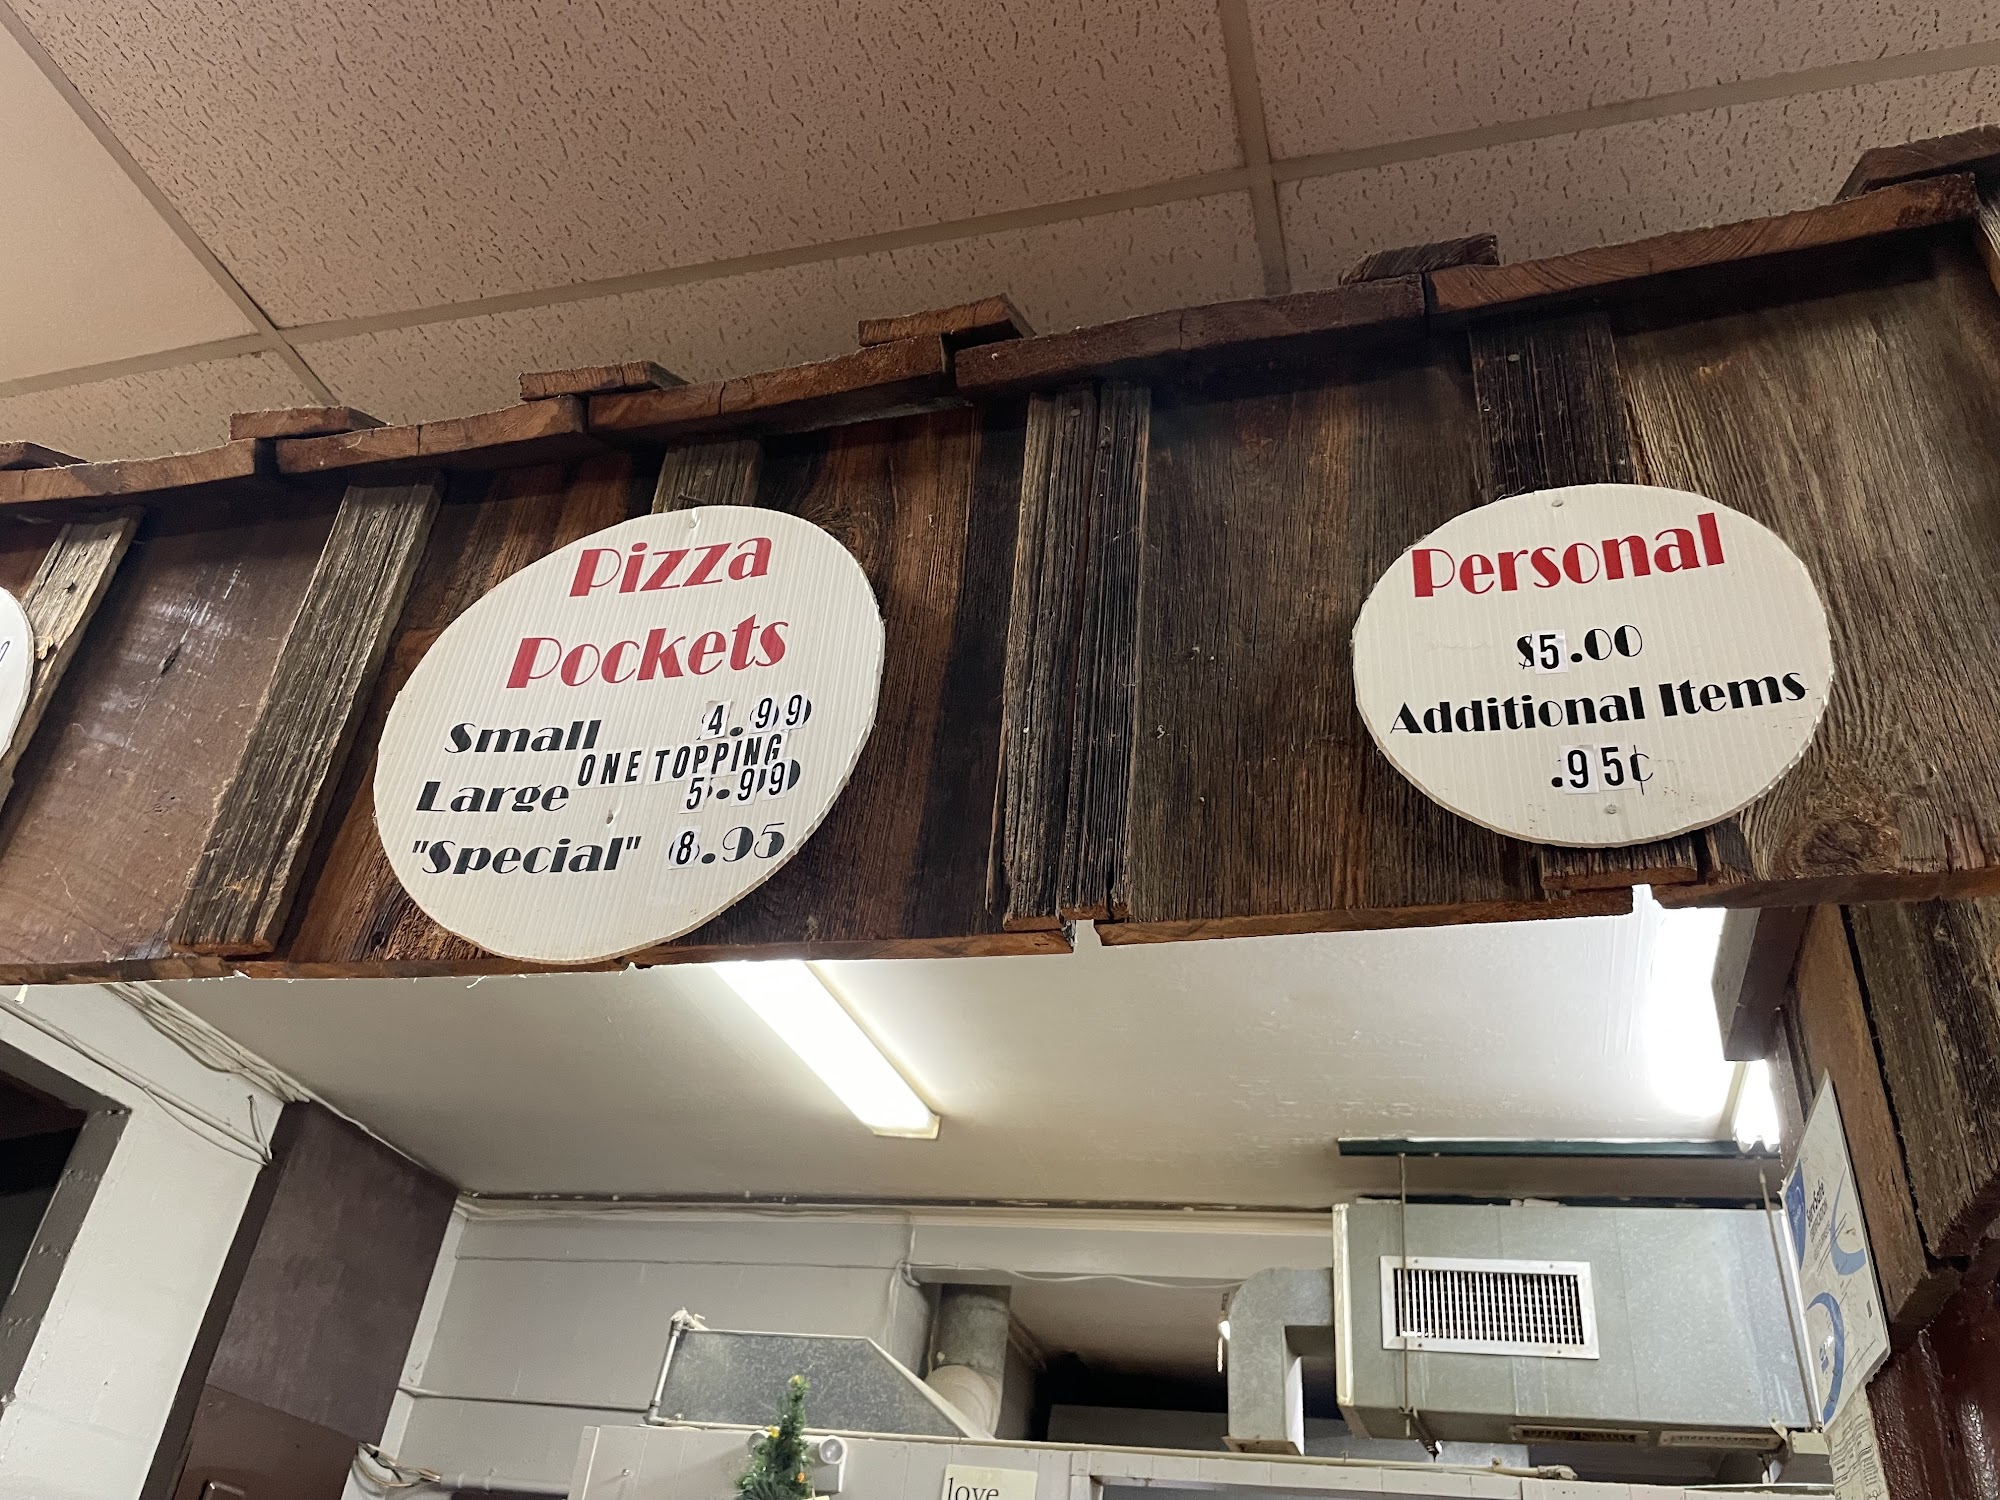 Pizza
Pockets
Small 4.99
ONE TOPPING
Large 5.99
"Special" 8.95
Personal
$5.00
Additional Items
.95¢
ServSafe
love